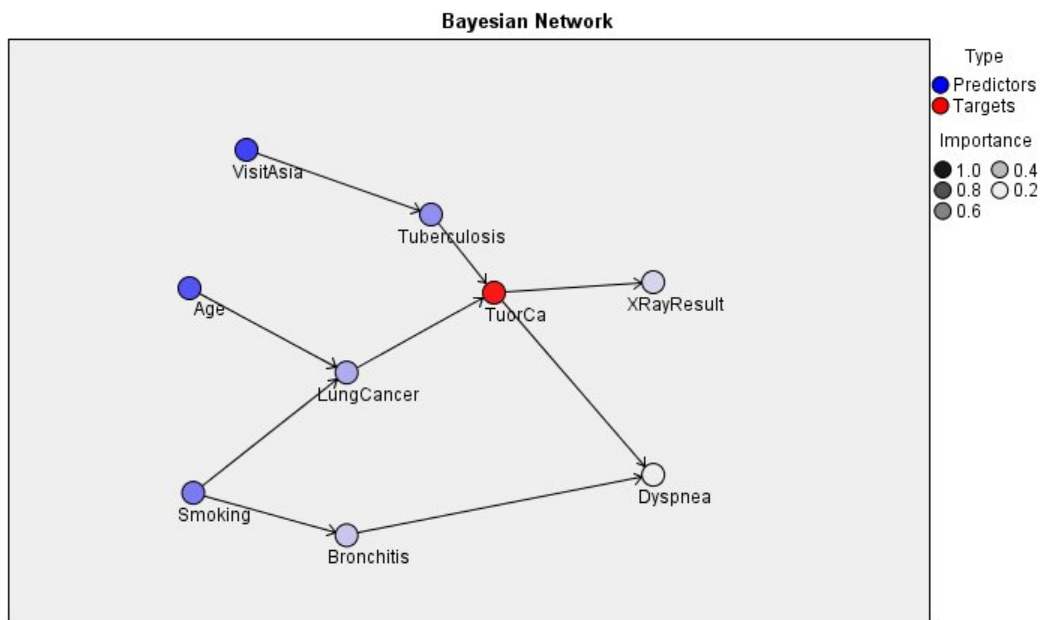 Bayesian Network
Type
Predictors
Targets
Importance
1.0 0.4
0.8 0.2
0.6
VisitAsia
Tuberculosis
Age
TuorCa
XRayResult
LungCancer
Smoking
Dyspnea
Bronchitis